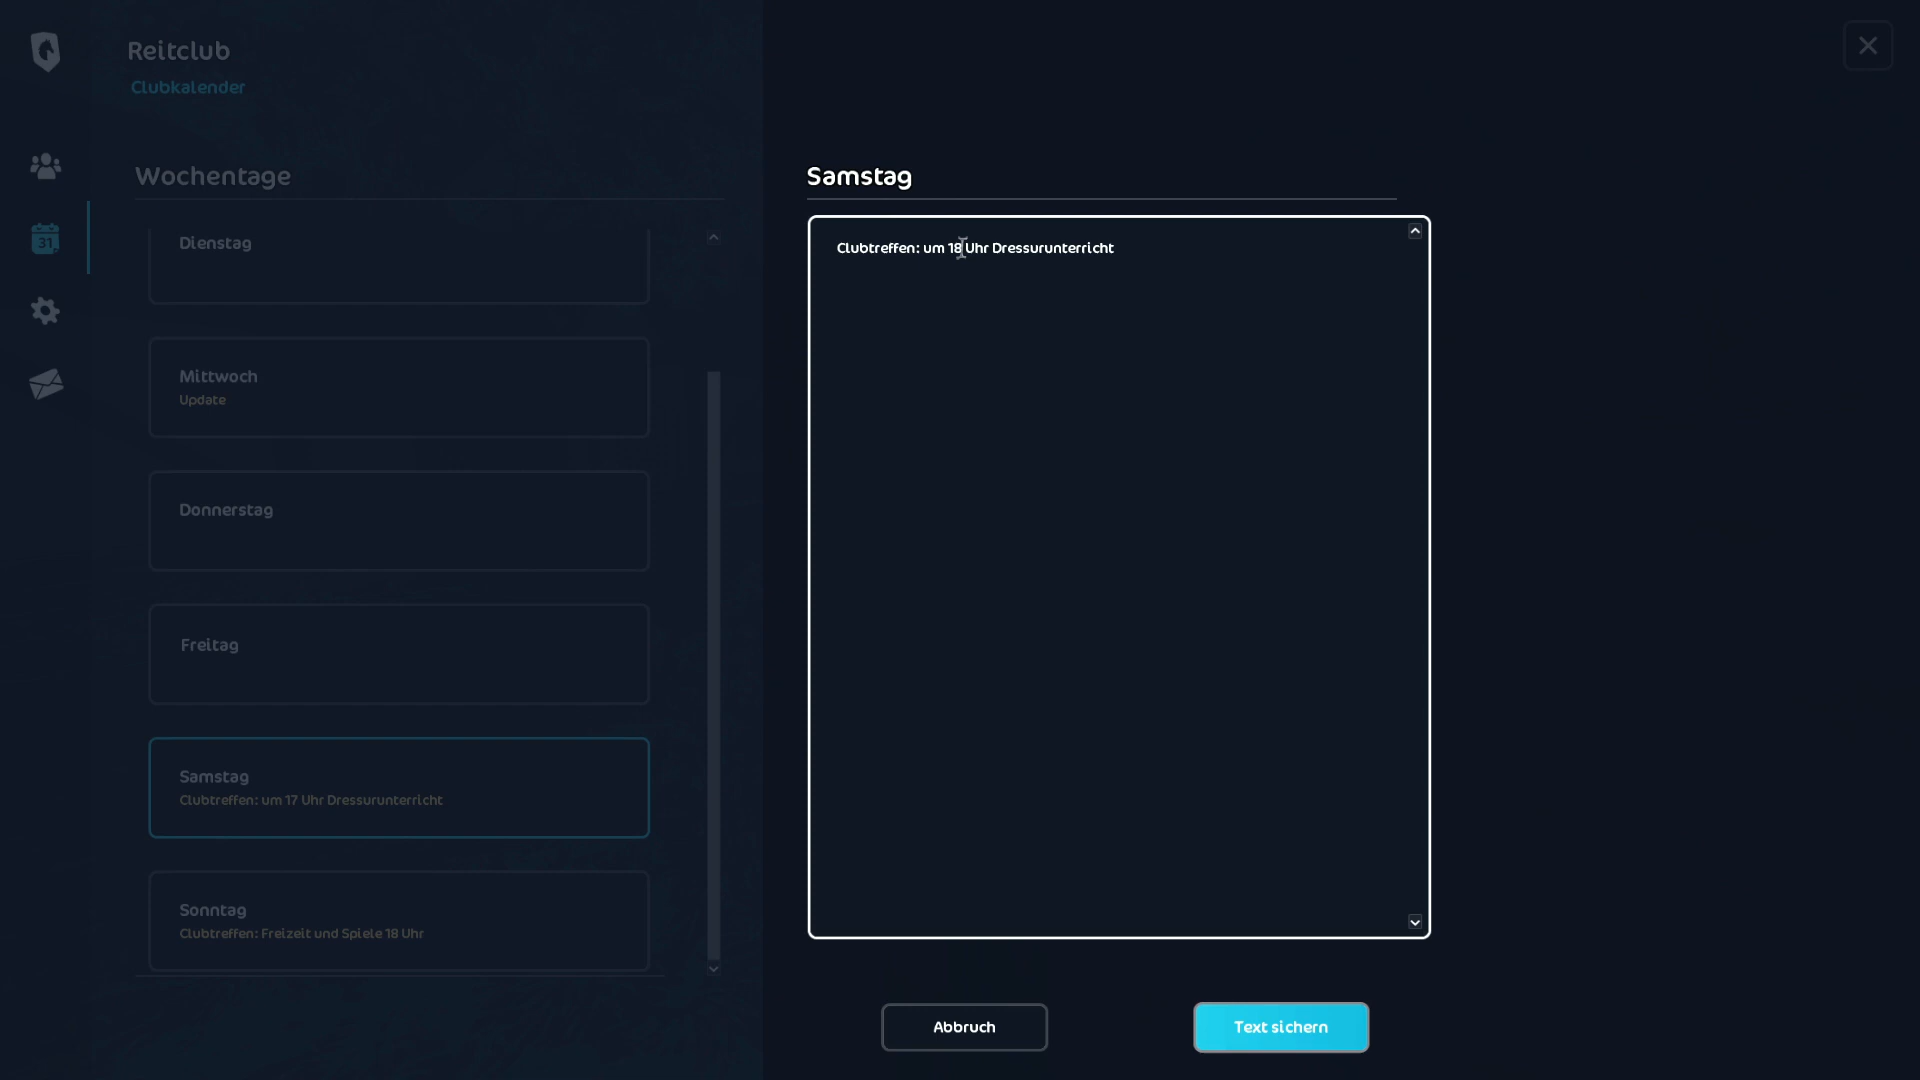 Reitclub
Clubkalender
31
Wochentage
Dienstag
Mittwoch
Update
Donnerstag
Freitag
Samstag
Clubtreffen: um 17 Uhr Dressurunterricht
Sonntag
Clubtreffen: Freizeit und Spiele 18 Uhr
Samstag
Clubtreffen: um 18 Uhr Dressurunterricht
Abbruch
Text sichern